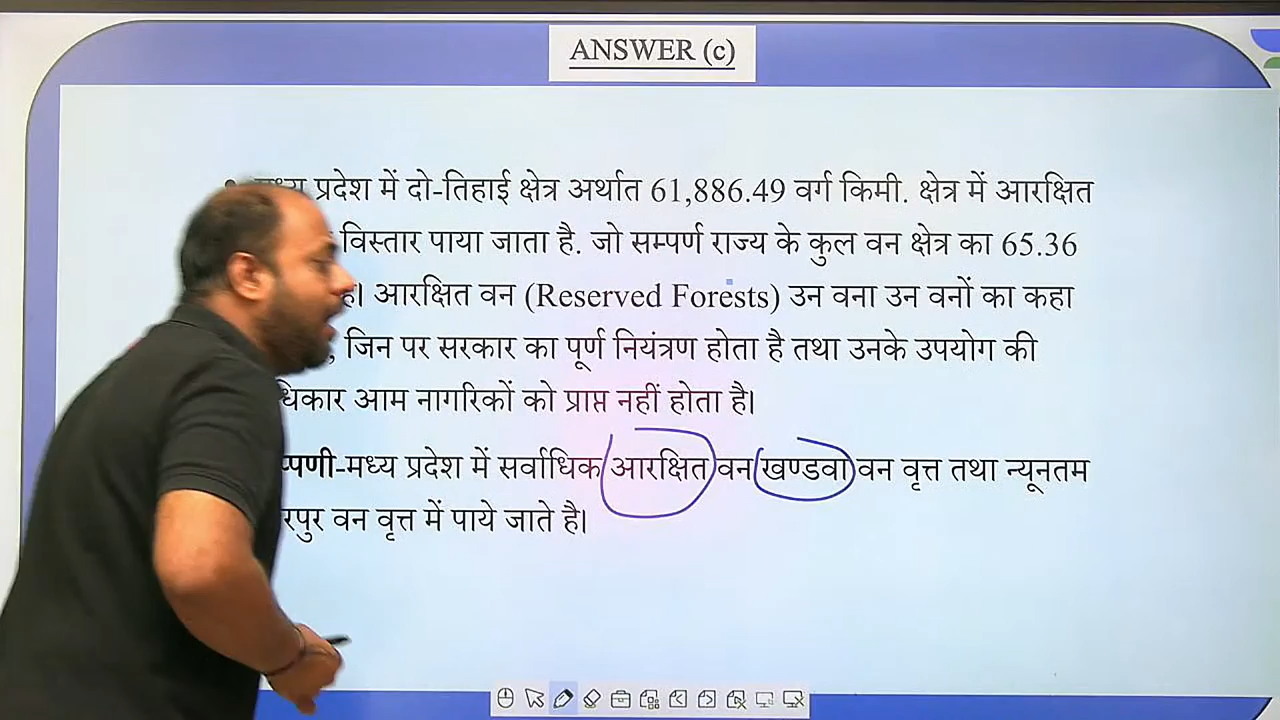 ANSWER (c)
प्रदेश में दो-तिहाई क्षेत्र अर्थात 61,886.49 वर्ग किमी. क्षेत्र में आरक्षित
विस्तार पाया जाता है. जो सम्पर्ण राज्य के कुल वन क्षेत्र का 65.36
है। आरक्षित वन (Reserved Forests) उन वना उन वनों का कहा
, जिन पर सरकार का पूर्ण नियंत्रण होता है तथा उनके उपयोग की
आम नागरिकों को प्राप्त नहीं होता है।
-मध्य प्रदेश में सर्वाधिक आरक्षित वन खण्डवा वन वृत्त तथा न्यूनतम
वन वृत्त में पाये जाते है।